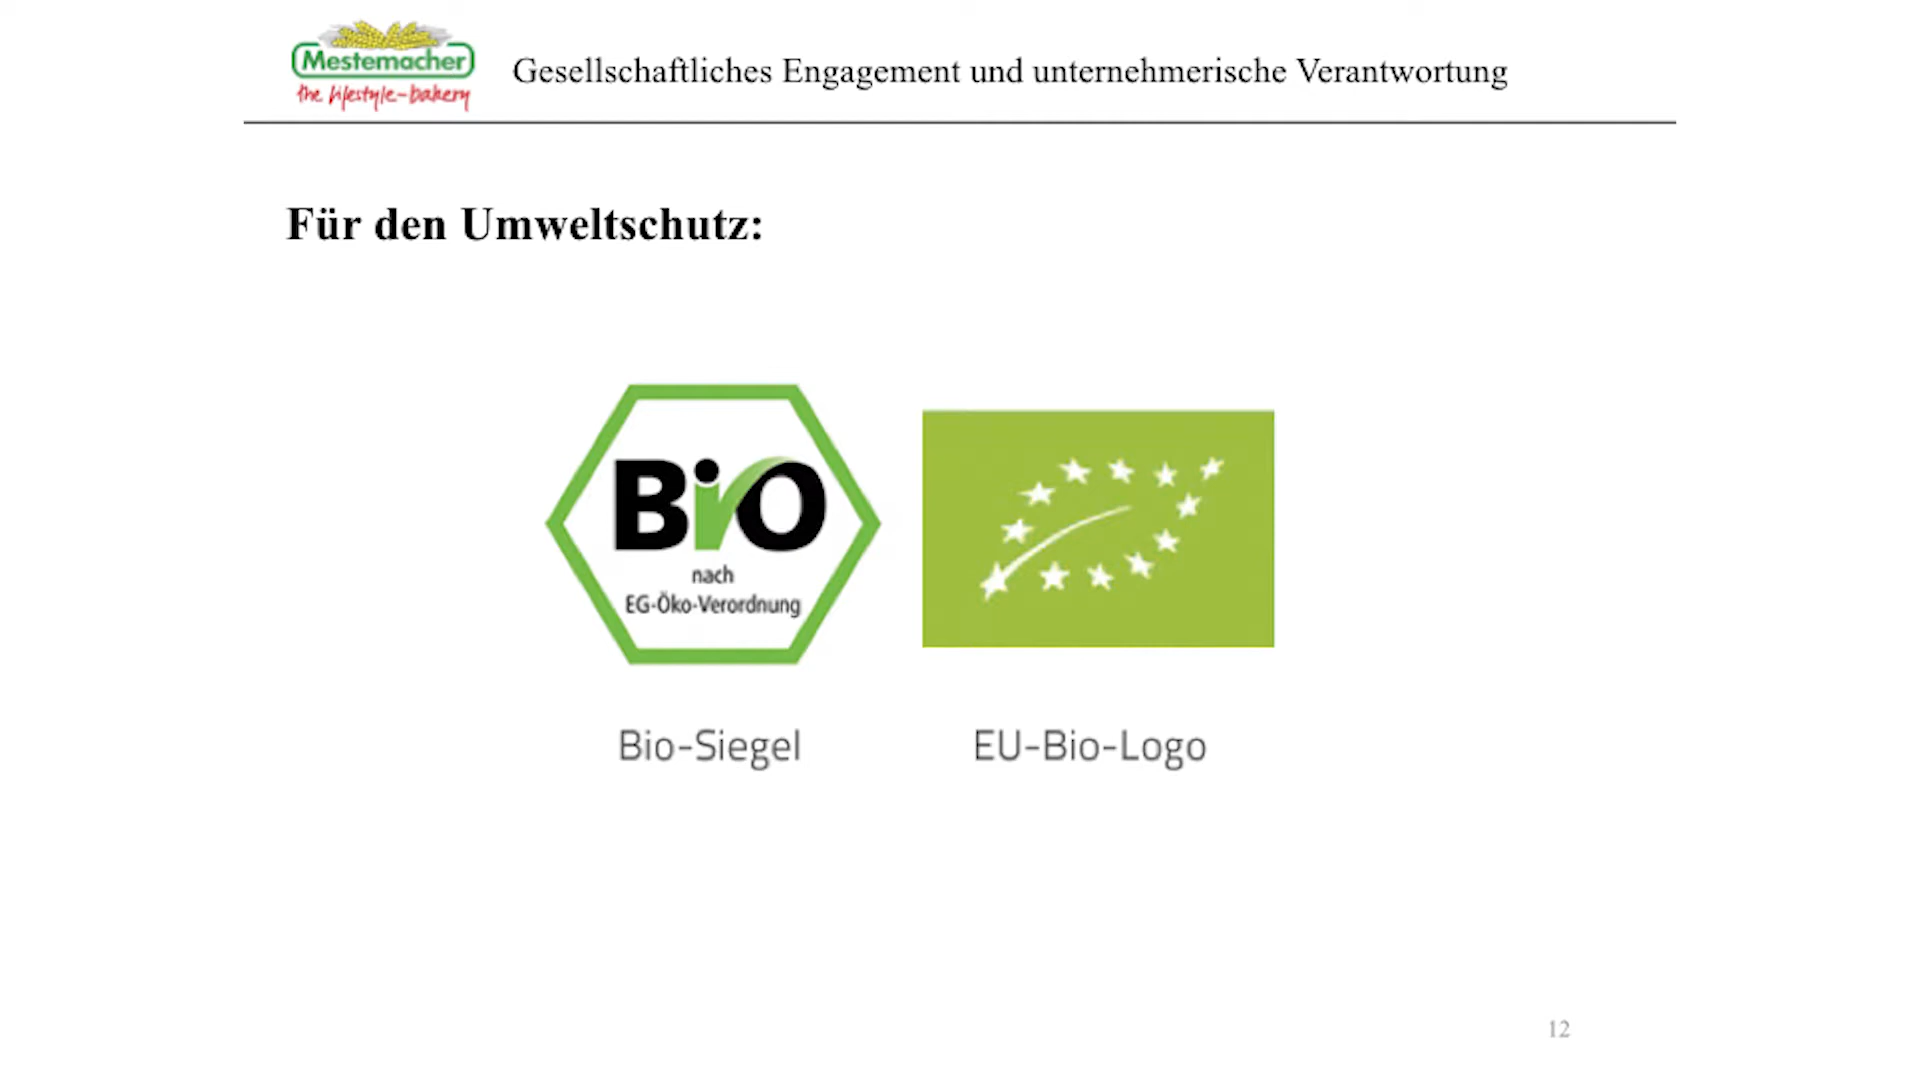 Mestemacher
the lifestyle-bakery
Gesellschaftliches Engagement und unternehmerische Verantwortung
Für den Umweltschutz:
Bio
nach
EG-Öko-Verordnung
Bio-Siegel
EU-Bio-Logo
12